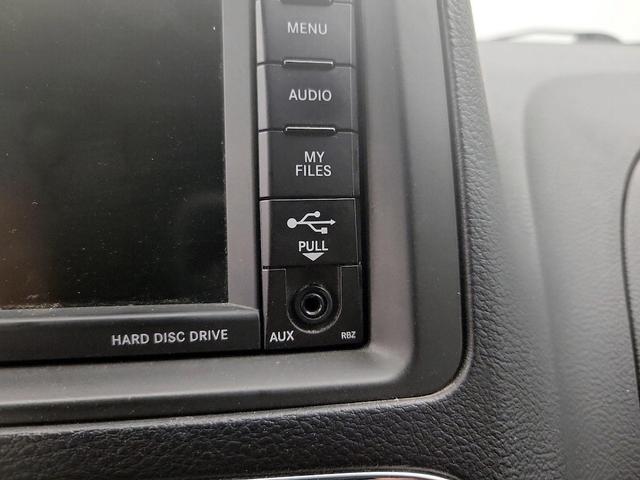 MENU
AUDIO
MY
FILES
PULL
AUX
RBZ
HARD DISC DRIVE